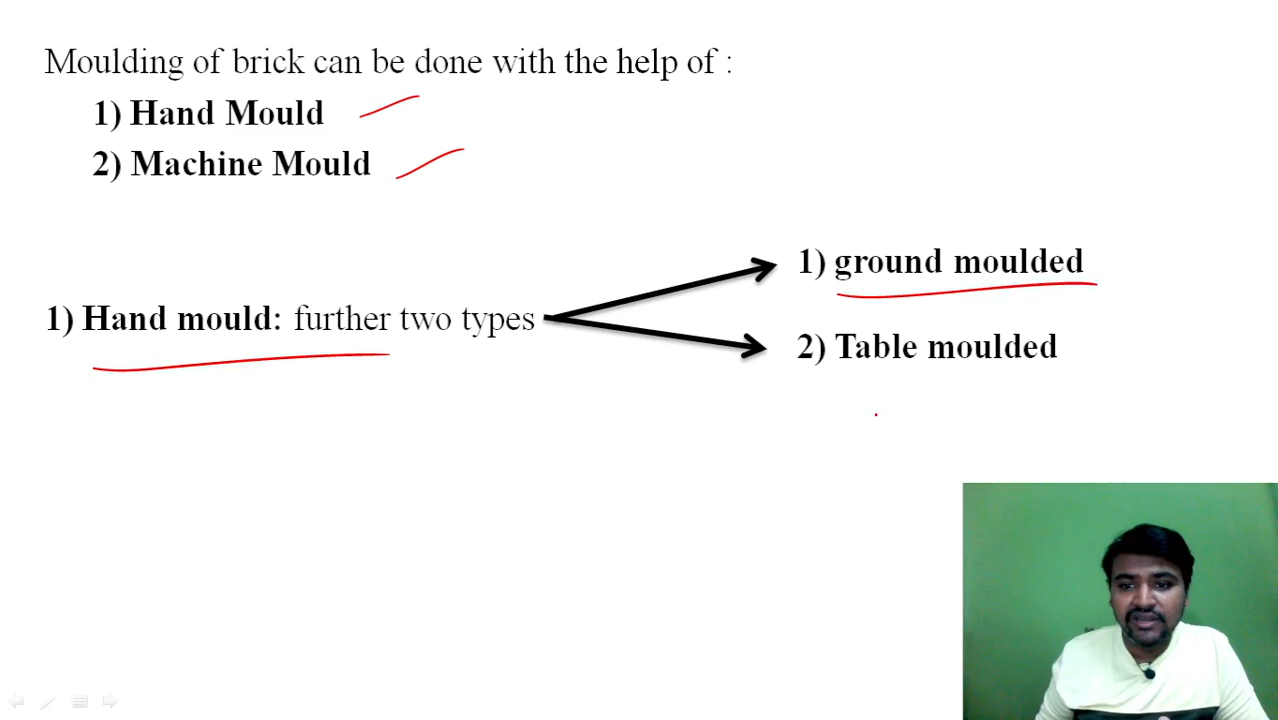 Moulding of brick can be done with the help of :
1) Hand Mould
2) Machine Mould
1) ground moulded
1) Hand mould: further two types
2) Table moulded